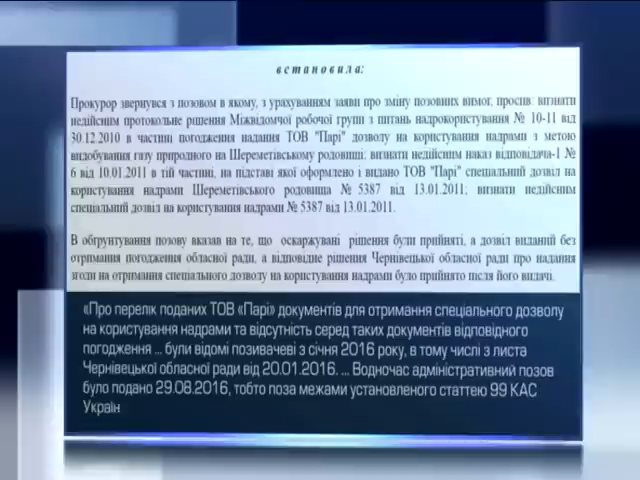 встановила:
Прокурор звернувся з позовом в якому, з урахуванням заяви про зміну позовних вимог, просив: визнати
недійсним протокольне рішення Міжвідомчої робочої групи з питань надрокористування № 10-11 від
30.12.2010 в частині погодження надання ТОВ "Парі" дозволу на користування надрами з метою
видобування газу природного на Шереметівському родовищі; визнати недійсним наказ відповідача-1 №
6 від 10.01.2011 в тій частині, на підставі якої оформлено і видано ТОВ "Парі" спеціальний дозвіл на
користування надрами Шереметівського родовища № 5387 від 13.01.2011; визнати недійсним
спеціальний дозвіл на користування надрами № 5387 від 13.01.2011.
В обґрунтування позову вказав на те, що оскаржувані рішення були прийняті, а дозвіл виданий без
отримання погодження обласної ради, а відповідне рішення Чернівецької обласної ради про надання
згоди на отримання спеціального дозволу на користування надрами було прийнято після його видачі.
«Про перелік поданих ТОВ «Парі» документів для отримання спеціального дозволу
на користування надрами та відсутність серед таких документів відповідного
погодження ... були відомі позивачеві з січня 2016 року, в тому числі з листа
Чернівецької обласної ради від 20.01.2016. ... Водночас адміністративний позов
було подано 29.08.2016, тобто поза межами установленого статтею 99 КАС
Україн